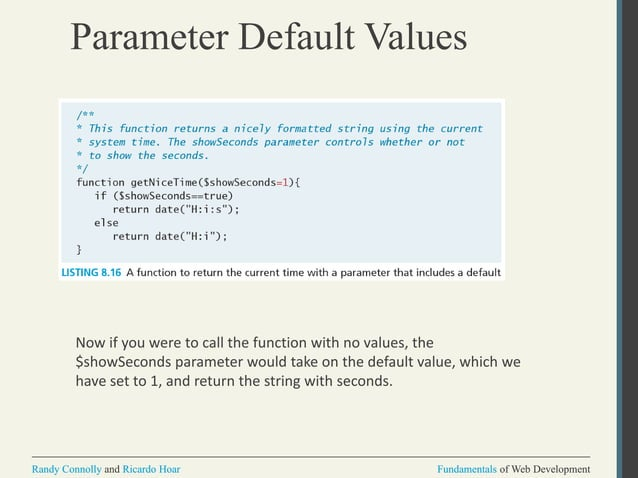 Parameter Default Values
/**
* This function returns a nicely formatted string using the current
* system time. The showSeconds parameter controls whether or not
* to show the seconds.
*/
function getNiceTime($showSeconds=1){
if ($showSeconds==true)
return date("H:i:s");
else
return date("H:i");
}
LISTING 8.16 A function to return the current time with a parameter that includes a default
Now if you were to call the function with no values, the
$showSeconds parameter would take on the default value, which we
have set to 1, and return the string with seconds.
Randy Connolly and Ricardo Hoar
Fundamentals of Web Development